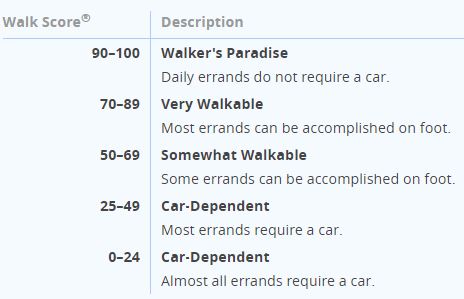 Walk Score® Description
90–100 Walker's Paradise
Daily errands do not require a car.
70–89 Very Walkable
Most errands can be accomplished on foot.
50–69 Somewhat Walkable
Some errands can be accomplished on foot.
25–49 Car-Dependent
Most errands require a car.
0–24 Car-Dependent
Almost all errands require a car.